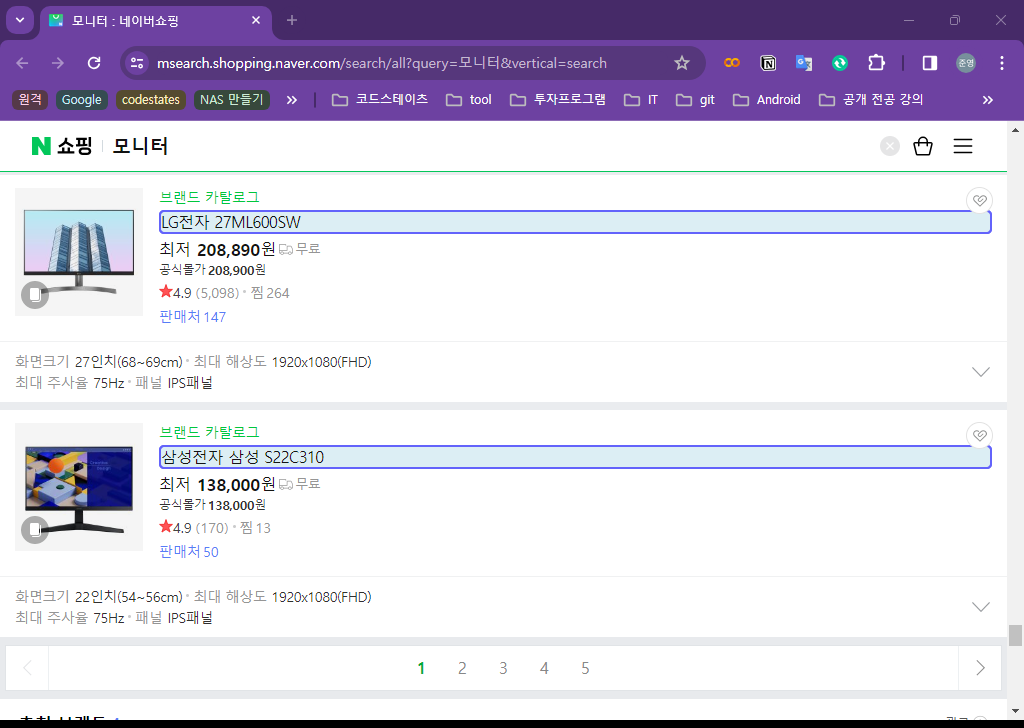 모니터 : 네이버쇼핑
msearch.shopping.naver.com/search/all?query=모니터&vertical=search
준영
원격 Google codestates NAS 만들기 코드스테이츠 tool 투자프로그램 IT git Android 공개 전공 강의
N 쇼핑 모니터
브랜드 카탈로그
LG전자 27ML600SW
최저 208,890원 무료
공식몰가 208,900원
4.9 (5,098) · 찜 264
판매처 147
화면크기 27인치(68~69cm) · 최대 해상도 1920x1080(FHD)
최대 주사율 75Hz · 패널 IPS패널
브랜드 카탈로그
삼성전자 삼성 S22C310
최저 138,000원 무료
공식몰가 138,000원
4.9 (170) · 찜 13
판매처 50
화면크기 22인치(54~56cm) · 최대 해상도 1920x1080(FHD)
최대 주사율 75Hz · 패널 IPS패널
1 2 3 4 5